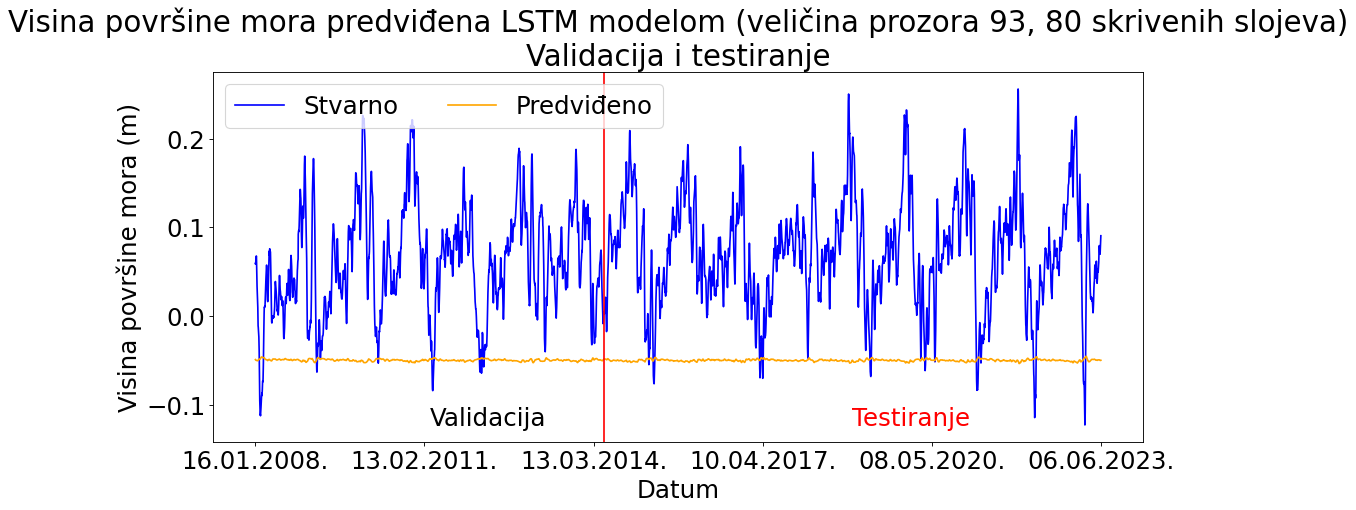 Visina površine mora predviđena LSTM modelom (veličina prozora 93, 80 skrivenih slojeva)
Validacija i testiranje
Stvarno
Predviđeno
Visina površine mora (m)
0.2
0.1
0.0
−0.1
Validacija
Testiranje
16.01.2008.
13.02.2011.
13.03.2014.
10.04.2017.
08.05.2020.
06.06.2023.
Datum